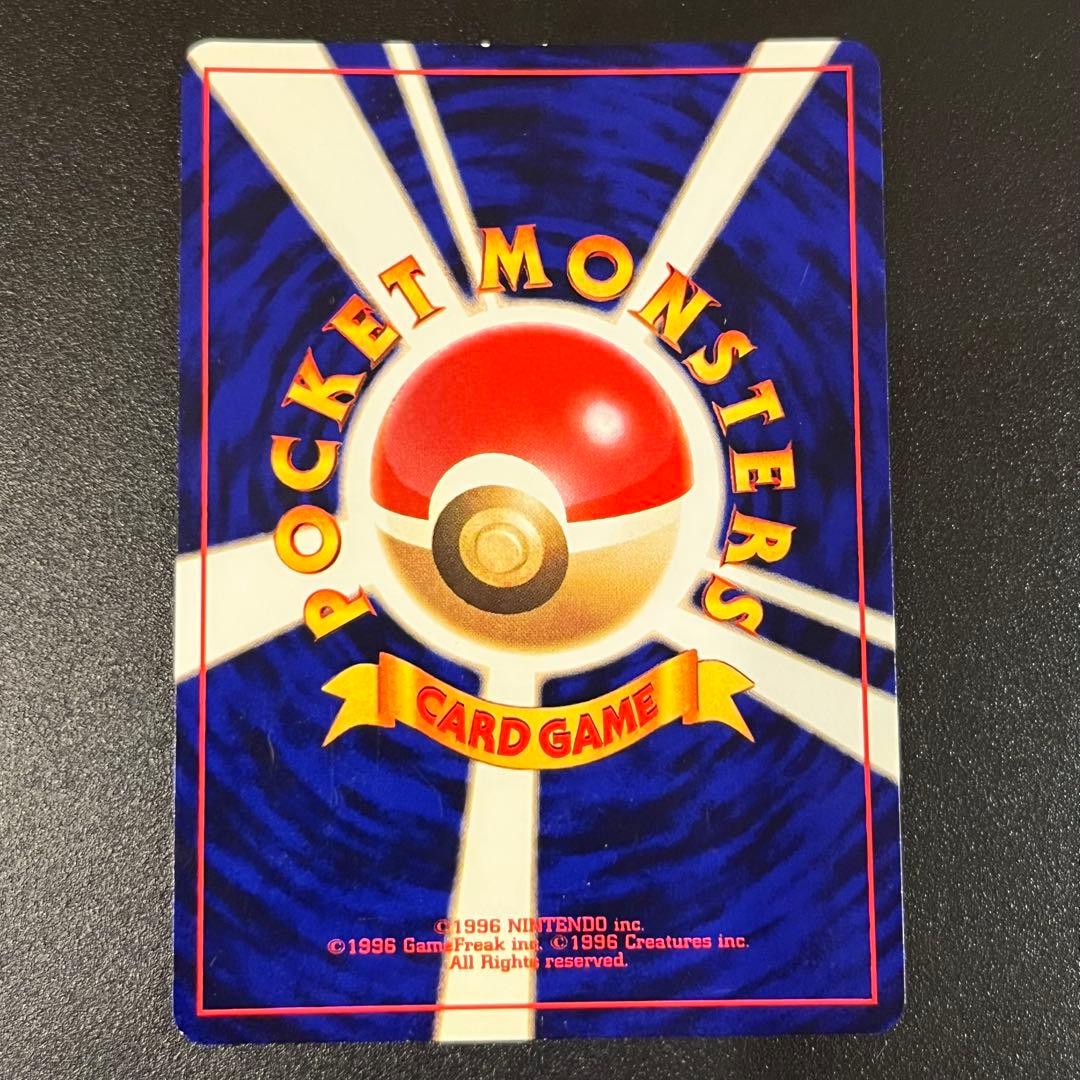 POCKET MONSTERS
CARD GAME
©1996 NINTENDO inc.
©1996 GameFreak inc. ©1996 Creatures inc.
All Rights reserved.